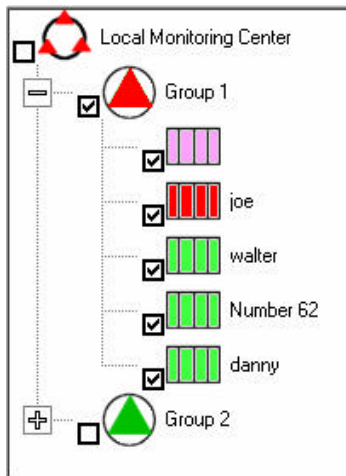 Local Monitoring Center
Group 1
joe
walter
Number 62
danny
Group 2